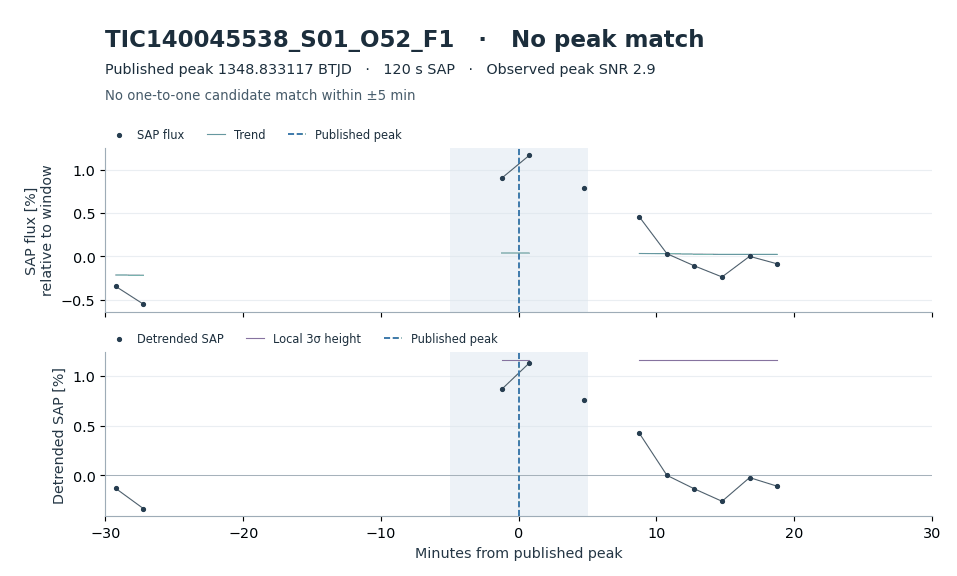 TIC140045538_S01_O52_F1 · No peak match
Published peak 1348.833117 BTJD · 120 s SAP · Observed peak SNR 2.9
No one-to-one candidate match within ±5 min
SAP flux Trend Published peak
SAP flux [%]
relative to window
1.0
0.5
0.0
−0.5
Detrended SAP Local 3σ height Published peak
Detrended SAP [%]
1.0
0.5
0.0
−30 −20 −10 0 10 20 30
Minutes from published peak